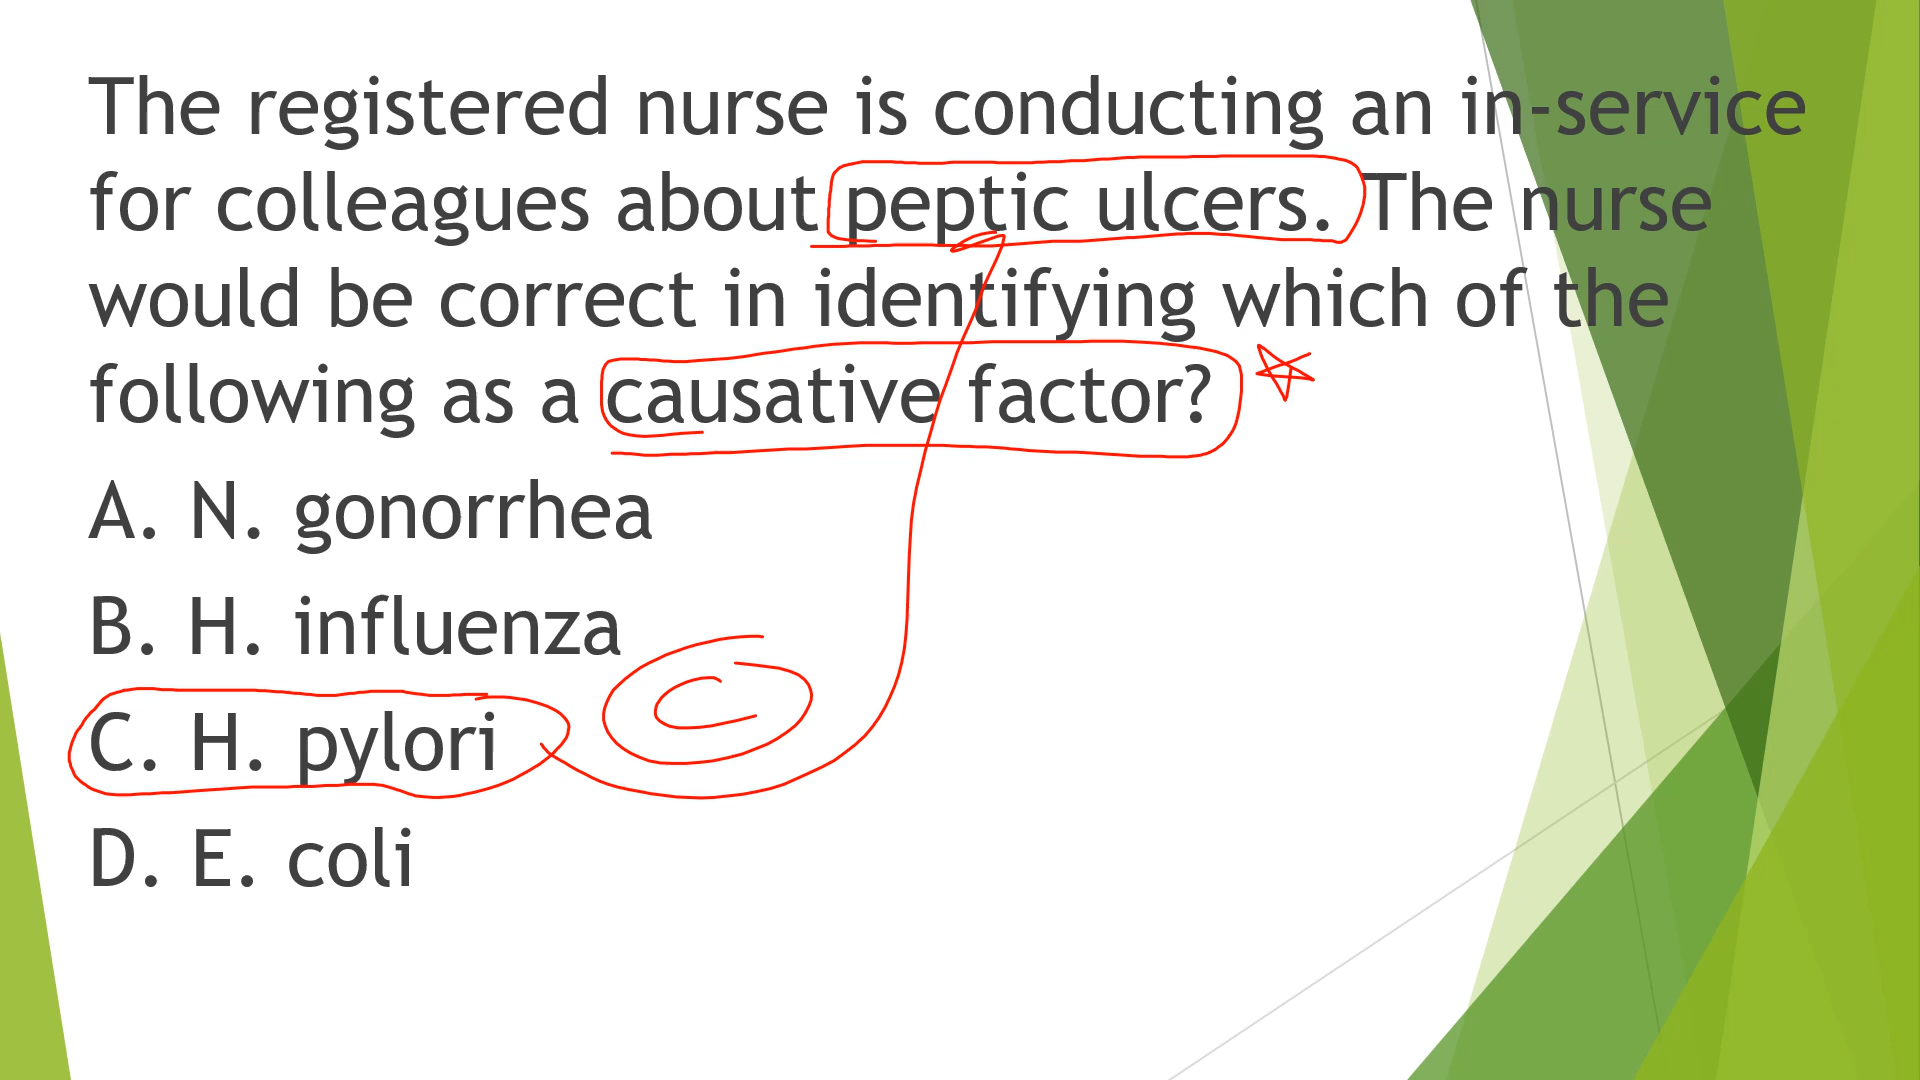 The registered nurse is conducting an in-service
for colleagues about peptic ulcers. The nurse
would be correct in identifying which of the
following as a causative factor?
A. N. gonorrhea
B. H. influenza
C
C. H. pylori
D. E. coli